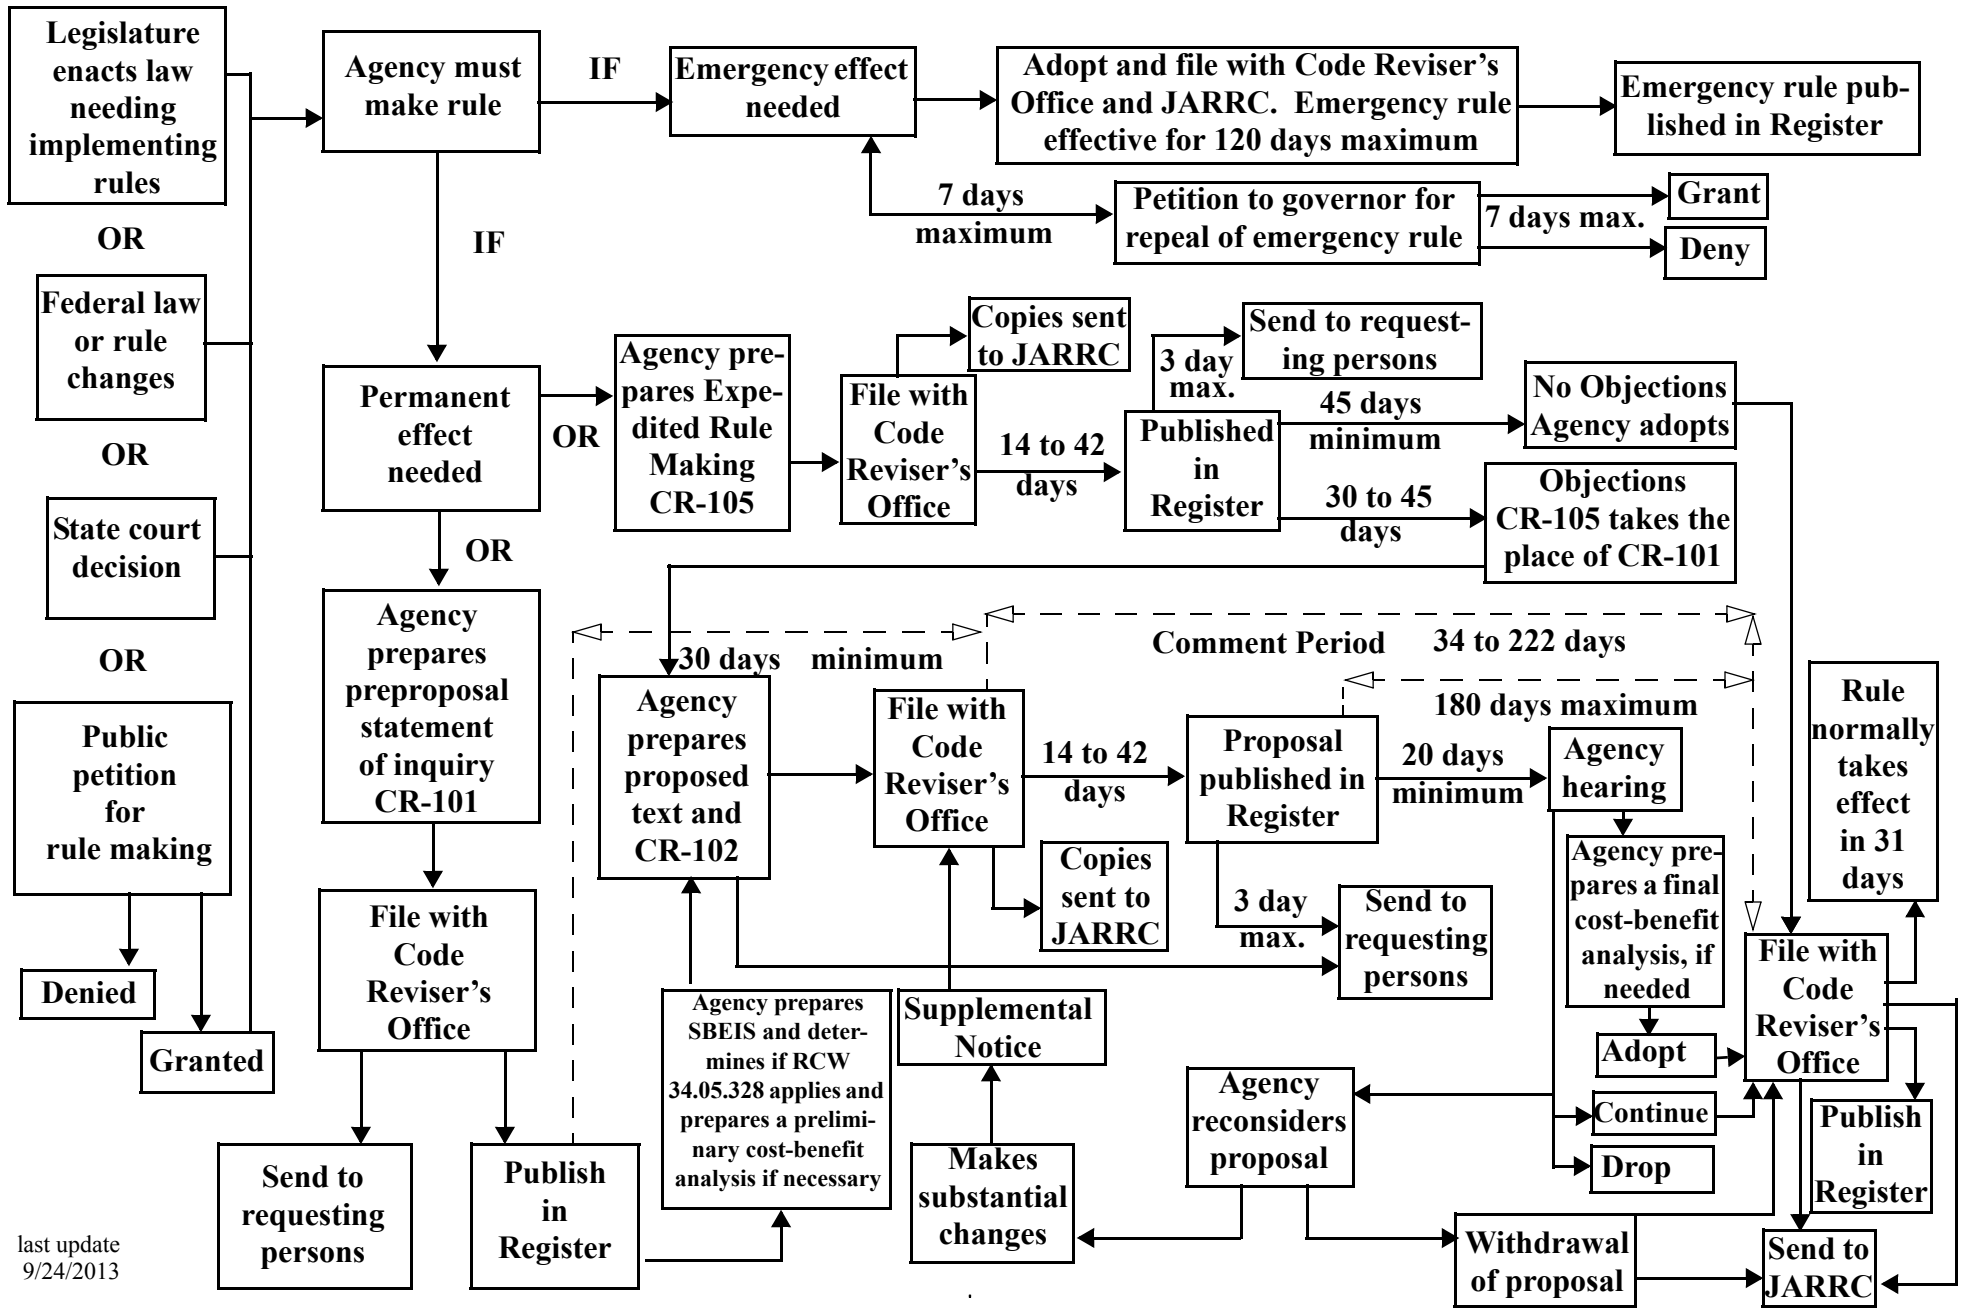 Legislature
enacts law
needing
implementing
rules
OR
Federal law
or rule
changes
OR
State court
decision
OR
Public
petition
for
rule making
Denied
Granted
last update
9/24/2013
Agency must
make rule
IF
Emergency effect
needed
Adopt and file with Code Reviser's
Office and JARRC. Emergency rule
effective for 120 days maximum
Emergency rule pub-
lished in Register
7 days
maximum
Petition to governor for
repeal of emergency rule
7 days max.
Grant
Deny
IF
Permanent
effect
needed
OR
Agency pre-
pares Expe-
dited Rule
Making
CR-105
File with
Code
Reviser's
Office
Copies sent
to JARRC
14 to 42
days
Published
in
Register
3 day
max.
Send to request-
ing persons
45 days
minimum
No Objections
Agency adopts
30 to 45
days
Objections
CR-105 takes the
place of CR-101
OR
Agency
prepares
preproposal
statement
of inquiry
CR-101
File with
Code
Reviser's
Office
Send to
requesting
persons
Publish
in
Register
30 days minimum
Agency
prepares
proposed
text and
CR-102
Agency prepares
SBEIS and deter-
mines if RCW
34.05.328 applies and
prepares a prelimi-
nary cost-benefit
analysis if necessary
File with
Code
Reviser's
Office
Copies
sent to
JARRC
Supplemental
Notice
Makes
substantial
changes
Comment Period 34 to 222 days
14 to 42
days
Proposal
published in
Register
180 days maximum
20 days
minimum
3 day
max.
Send to
requesting
persons
Agency
hearing
Agency pre-
pares a final
cost-benefit
analysis, if
needed
Adopt
Continue
Drop
Agency
reconsiders
proposal
Withdrawal
of proposal
File with
Code
Reviser's
Office
Rule
normally
takes
effect
in 31
days
Publish
in
Register
Send to
JARRC